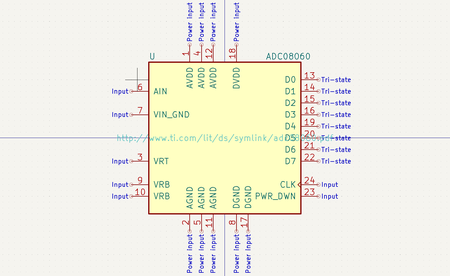 Power Input
Power Input
Power Input
Power Input
1
4
12
18
U
ADC08060
AVDD
AVDD
AVDD
DVDD
Input 6 AIN
Input 7 VIN_GND
Input 3 VRT
Input 9 VRB
Input 10 VRB
D0 13 Tri-state
D1 14 Tri-state
D2 15 Tri-state
D3 16 Tri-state
D4 19 Tri-state
D5 20 Tri-state
D6 21 Tri-state
D7 22 Tri-state
CLK 24 Input
PWR_DWN 23 Input
http://www.ti.com/lit/ds/symlink/
AGND
AGND
AGND
DGND
DGND
2
5
11
8
17
Power Input
Power Input
Power Input
Power Input
Power Input